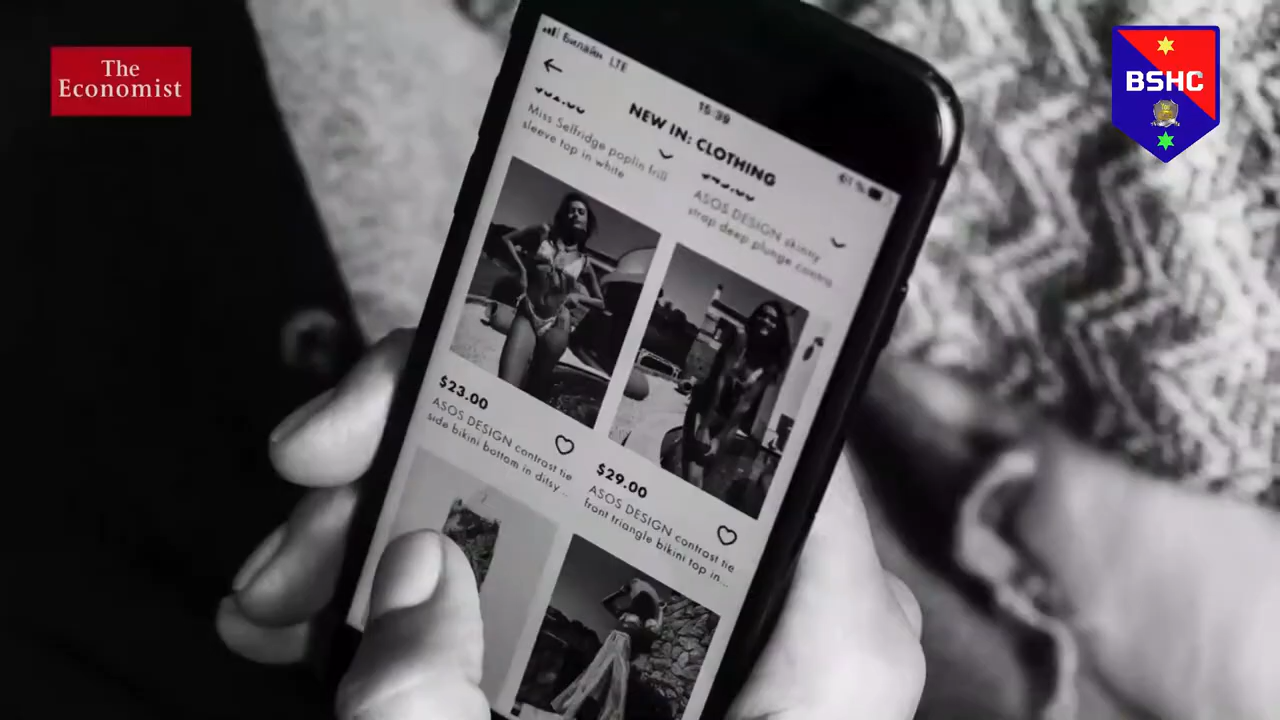 The
Economist
BSHC
Билайн LTE
15:39
NEW IN: CLOTHING
Miss Selfridge poplin frill
sleeve top in white
ASOS DESIGN skinny
strap deep plunge contra
$23.00
ASOS DESIGN contrast tie
side bikini bottom in ditsy ...
$29.00
ASOS DESIGN contrast tie
front triangle bikini top in...